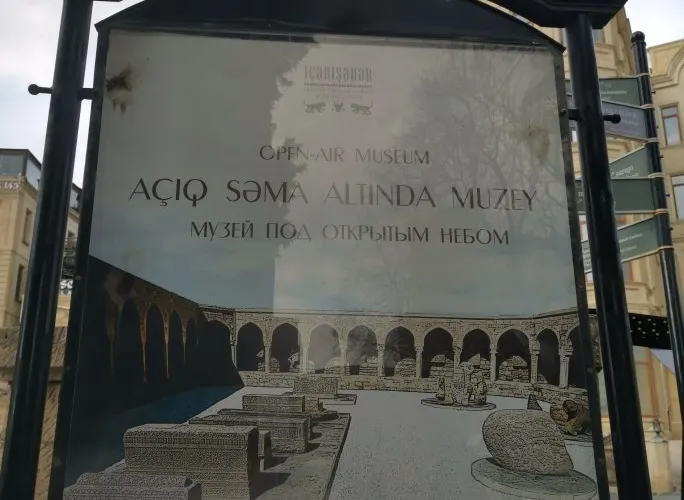 İÇƏRİŞƏHƏR
OPEN-AIR MUSEUM
AÇIQ SƏMA ALTINDA MUZEY
МУЗЕЙ ПОД ОТКРЫТЫМ НЕБОМ